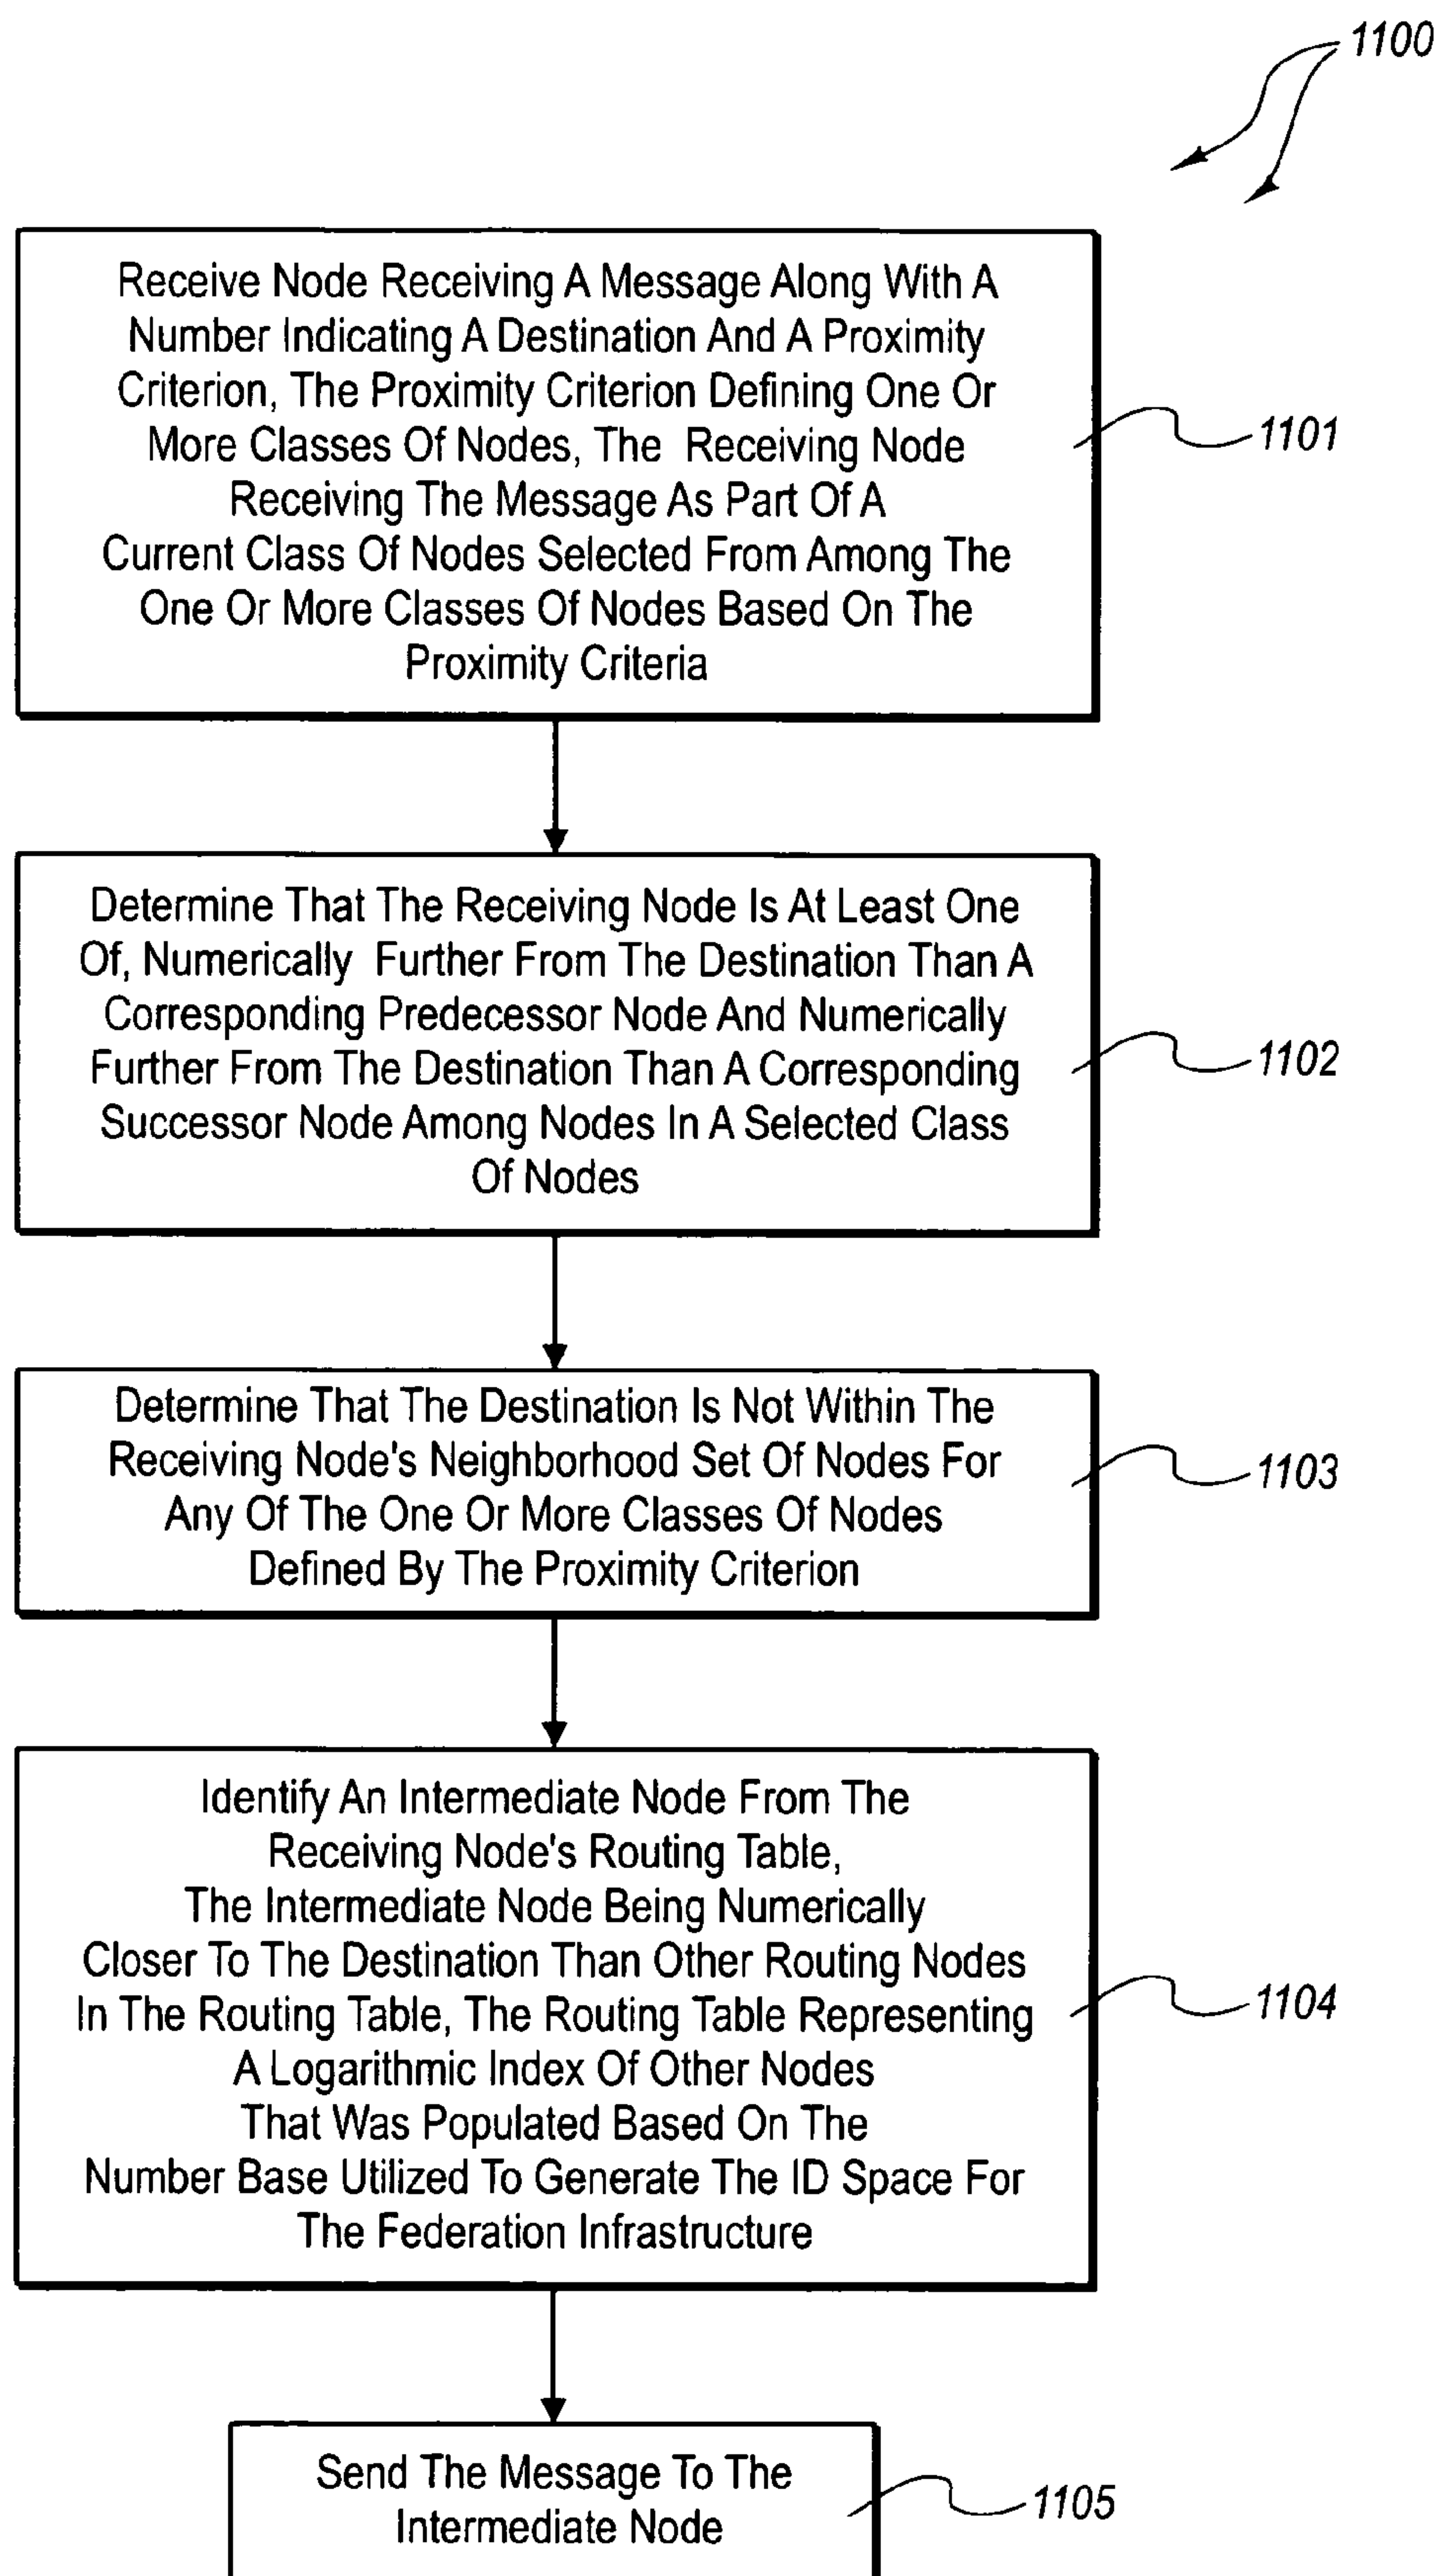 1100
Receive Node Receiving A Message Along With A
Number Indicating A Destination And A Proximity
Criterion, The Proximity Criterion Defining One Or
More Classes Of Nodes, The Receiving Node
Receiving The Message As Part Of A
Current Class Of Nodes Selected From Among The
One Or More Classes Of Nodes Based On The
Proximity Criteria
1101
Determine That The Receiving Node Is At Least One
Of, Numerically Further From The Destination Than A
Corresponding Predecessor Node And Numerically
Further From The Destination Than A Corresponding
Successor Node Among Nodes In A Selected Class
Of Nodes
1102
Determine That The Destination Is Not Within The
Receiving Node's Neighborhood Set Of Nodes For
Any Of The One Or More Classes Of Nodes
Defined By The Proximity Criterion
1103
Identify An Intermediate Node From The
Receiving Node's Routing Table,
The Intermediate Node Being Numerically
Closer To The Destination Than Other Routing Nodes
In The Routing Table, The Routing Table Representing
A Logarithmic Index Of Other Nodes
That Was Populated Based On The
Number Base Utilized To Generate The ID Space For
The Federation Infrastructure
1104
Send The Message To The
Intermediate Node
1105